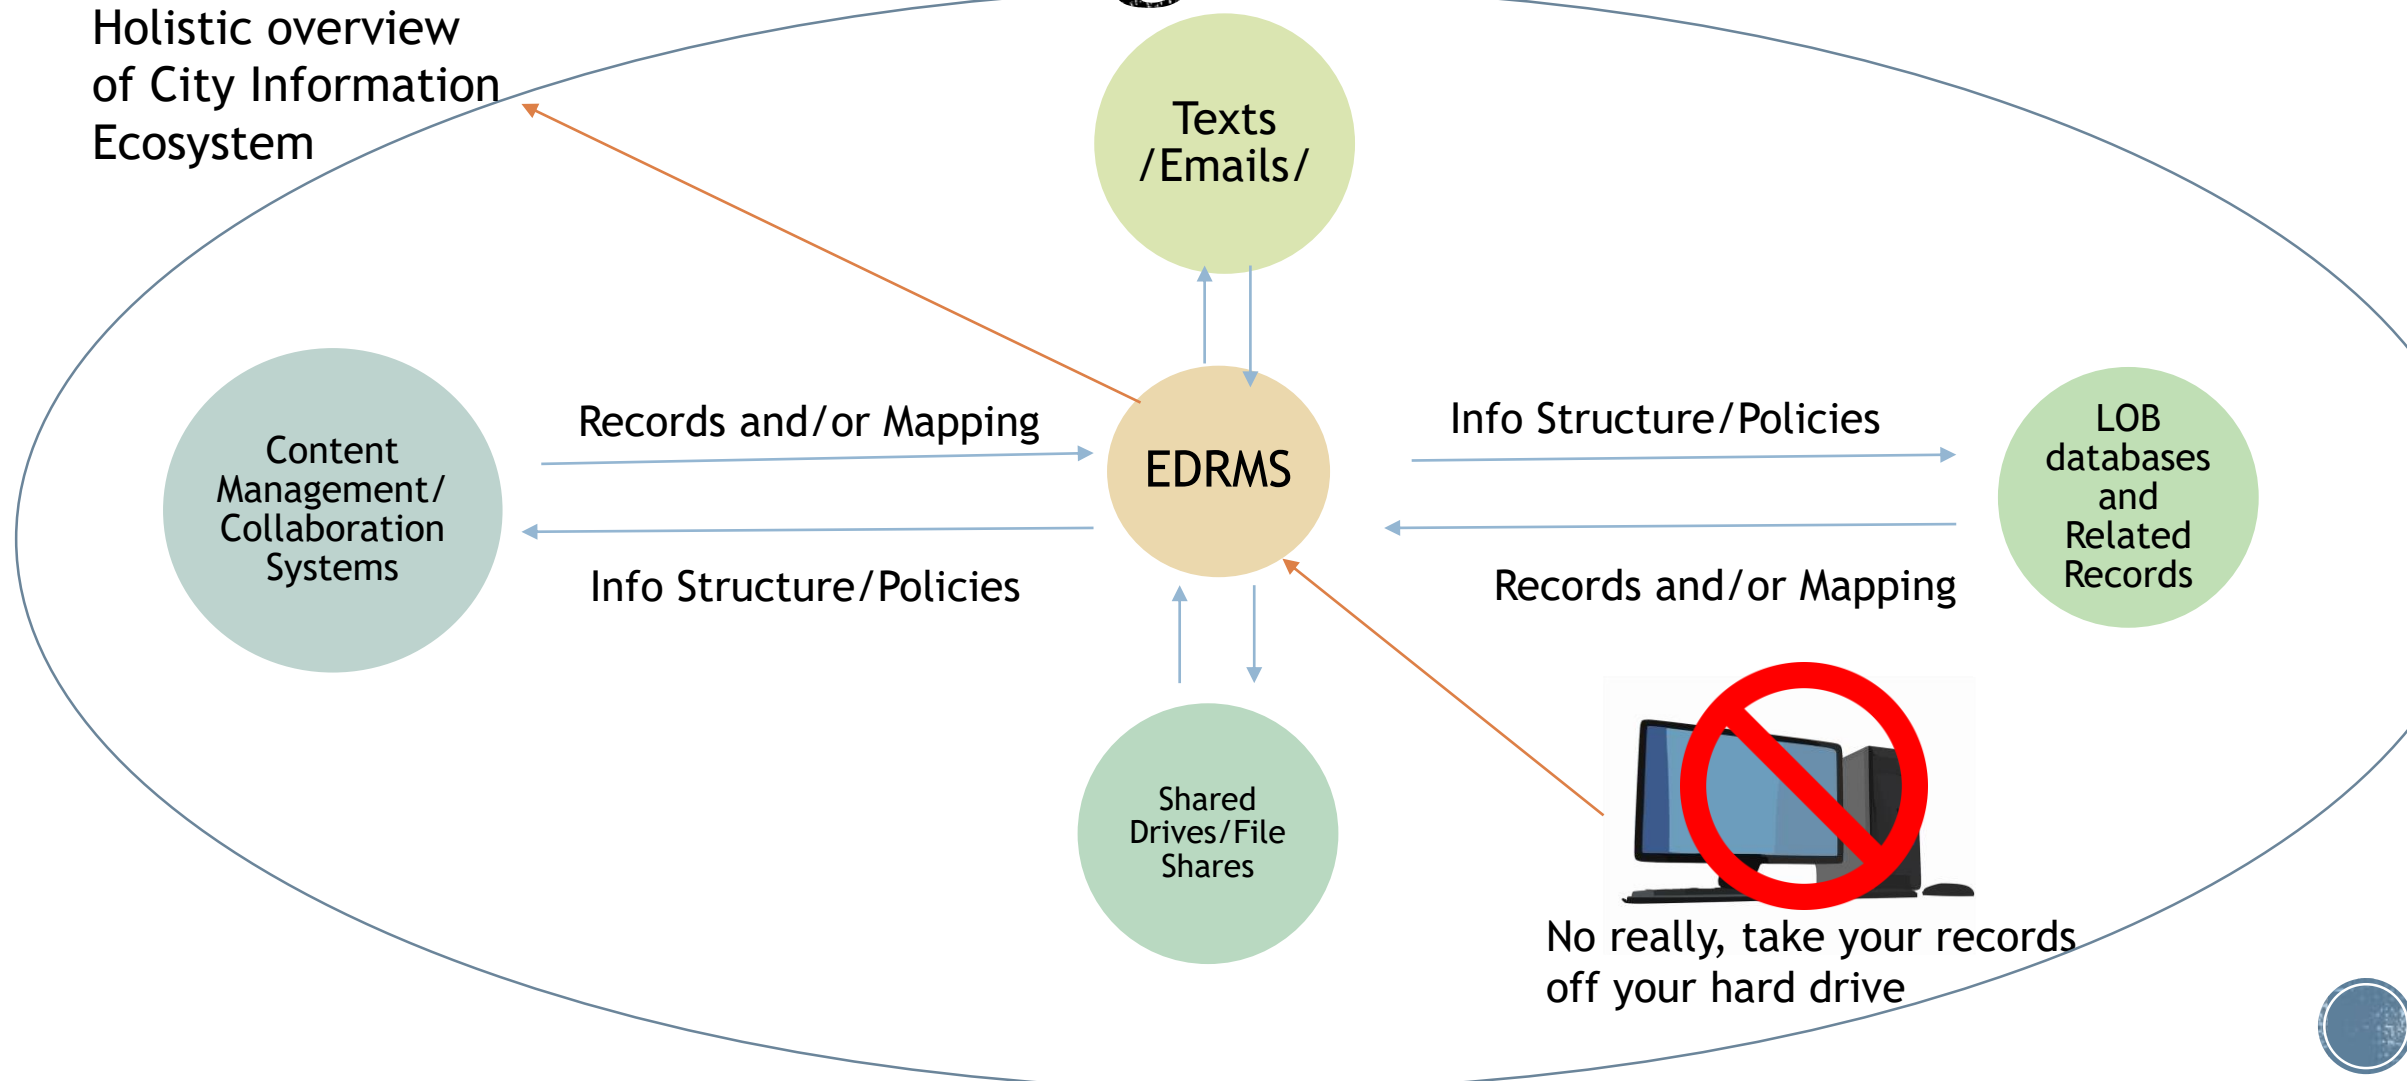 Holistic overview
of City Information
Ecosystem
Texts
/Emails/
Records and/or Mapping
Info Structure/Policies
Content
Management/
Collaboration
Systems
EDRMS
LOB
databases
and
Related
Records
Info Structure/Policies
Records and/or Mapping
Shared
Drives/File
Shares
No really, take your records
off your hard drive